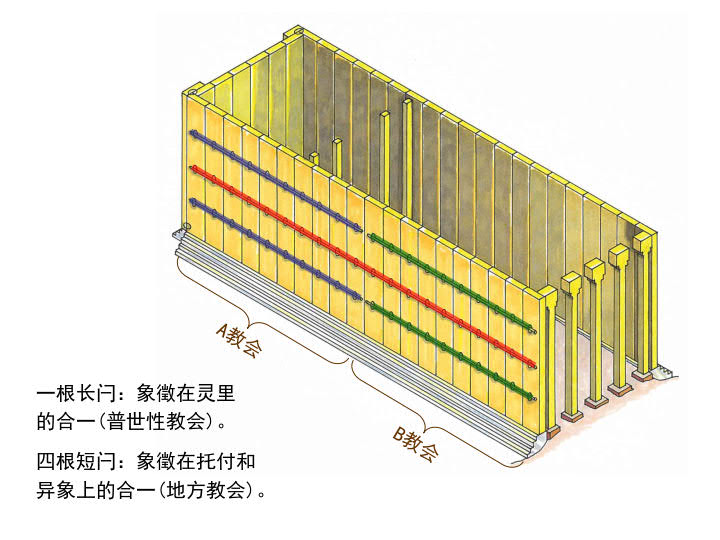 A教会
B教会
一根长闩：象徵在灵里
的合一(普世性教会)。
四根短闩：象徵在托付和
异象上的合一(地方教会)。